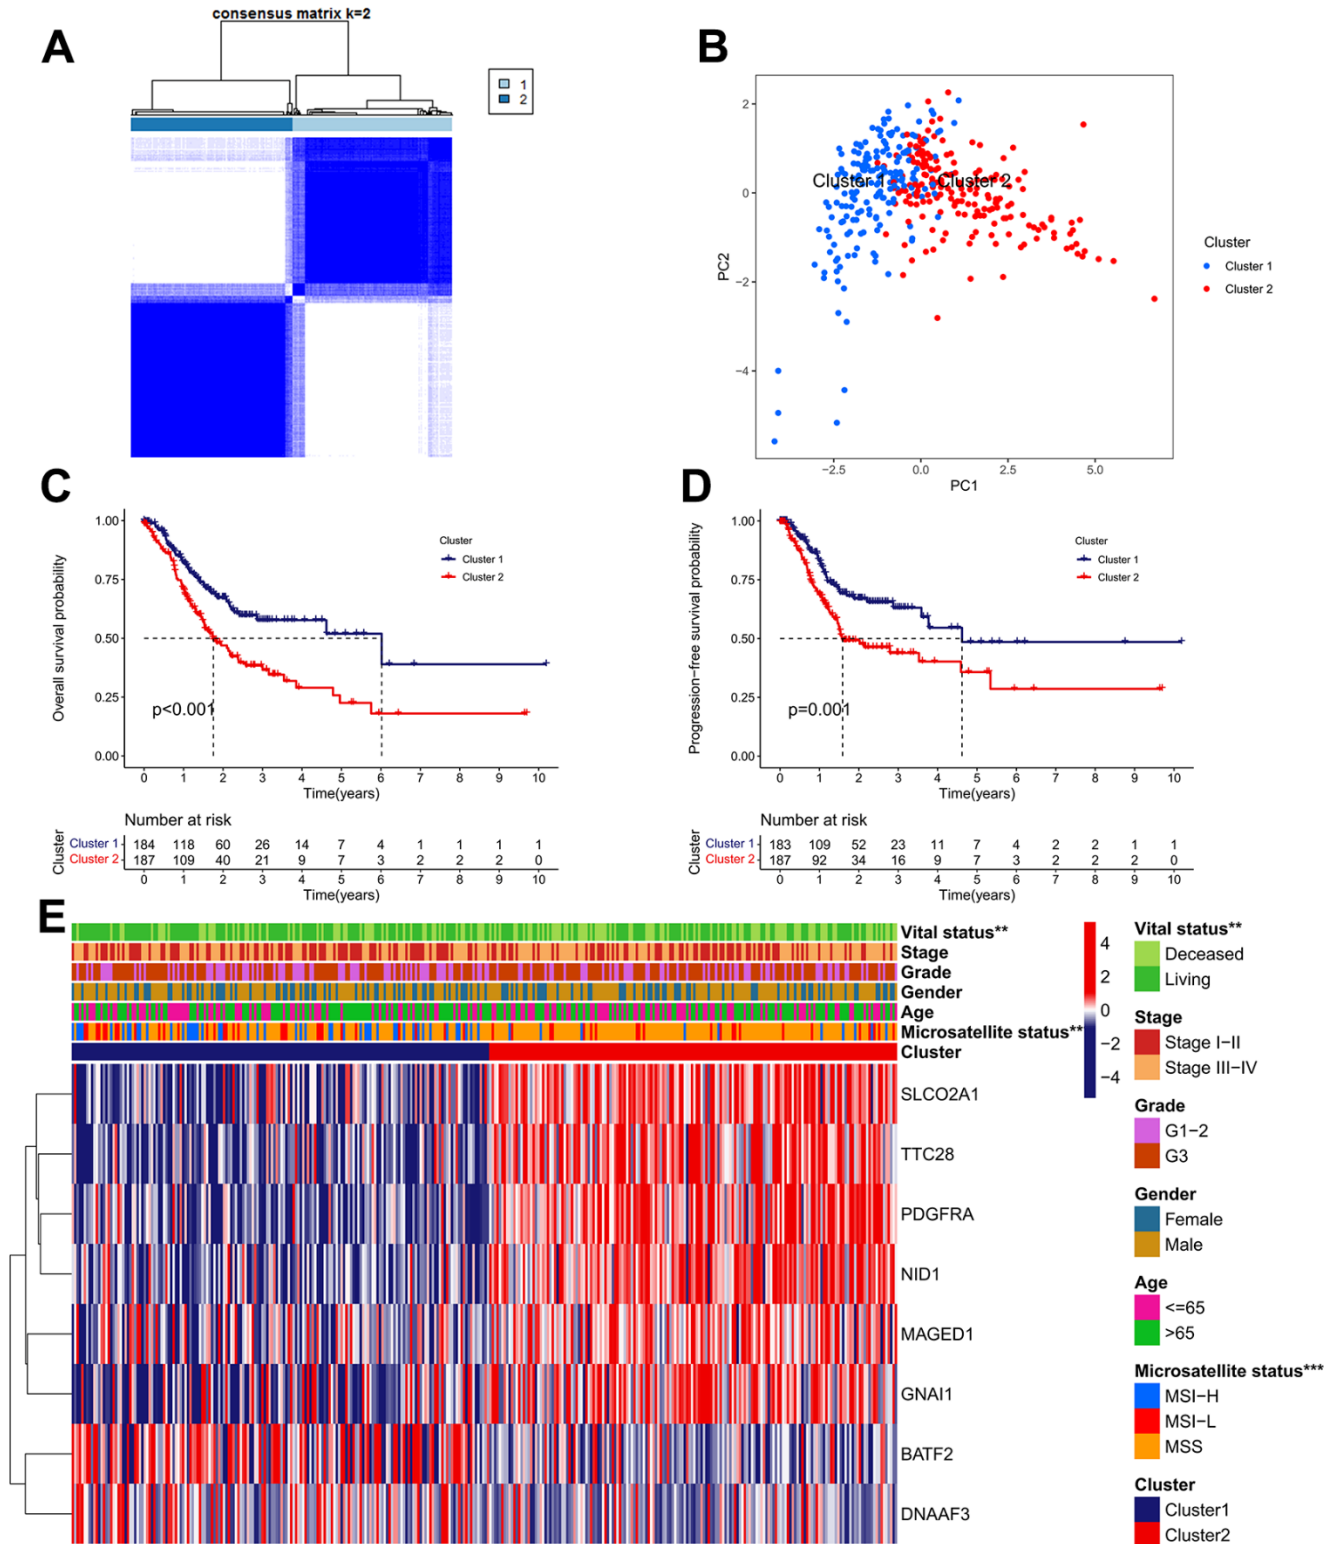 A
consensus matrix k=2
1
2
B
2
0
−2
−4
PC2
Cluster 1
Cluster 2
−2.5
0.0
2.5
5.0
PC1
Cluster
Cluster 1
Cluster 2
C
Overall survival probability
1.00
0.75
0.50
0.25
0.00
Cluster
Cluster 1
Cluster 2
p<0.001
0 1 2 3 4 5 6 7 8 9 10
Time(years)
Number at risk
Cluster
Cluster 1 184 118 60 26 14 7 4 1 1 1 1
Cluster 2 187 109 40 21 9 7 3 2 2 2 0
0 1 2 3 4 5 6 7 8 9 10
Time(years)
D
Progression−free survival probability
1.00
0.75
0.50
0.25
0.00
Cluster
Cluster 1
Cluster 2
p=0.001
0 1 2 3 4 5 6 7 8 9 10
Time(years)
Number at risk
Cluster
Cluster 1 183 109 52 23 11 7 4 2 2 1 1
Cluster 2 187 92 34 16 9 7 3 2 2 2 0
0 1 2 3 4 5 6 7 8 9 10
Time(years)
E
Vital status**
Stage
Grade
Gender
Age
Microsatellite status**
Cluster
SLCO2A1
TTC28
PDGFRA
NID1
MAGED1
GNAI1
BATF2
DNAAF3
4
2
0
−2
−4
Vital status**
Deceased
Living
Stage
Stage I−II
Stage III−IV
Grade
G1−2
G3
Gender
Female
Male
Age
<=65
>65
Microsatellite status***
MSI−H
MSI−L
MSS
Cluster
Cluster1
Cluster2